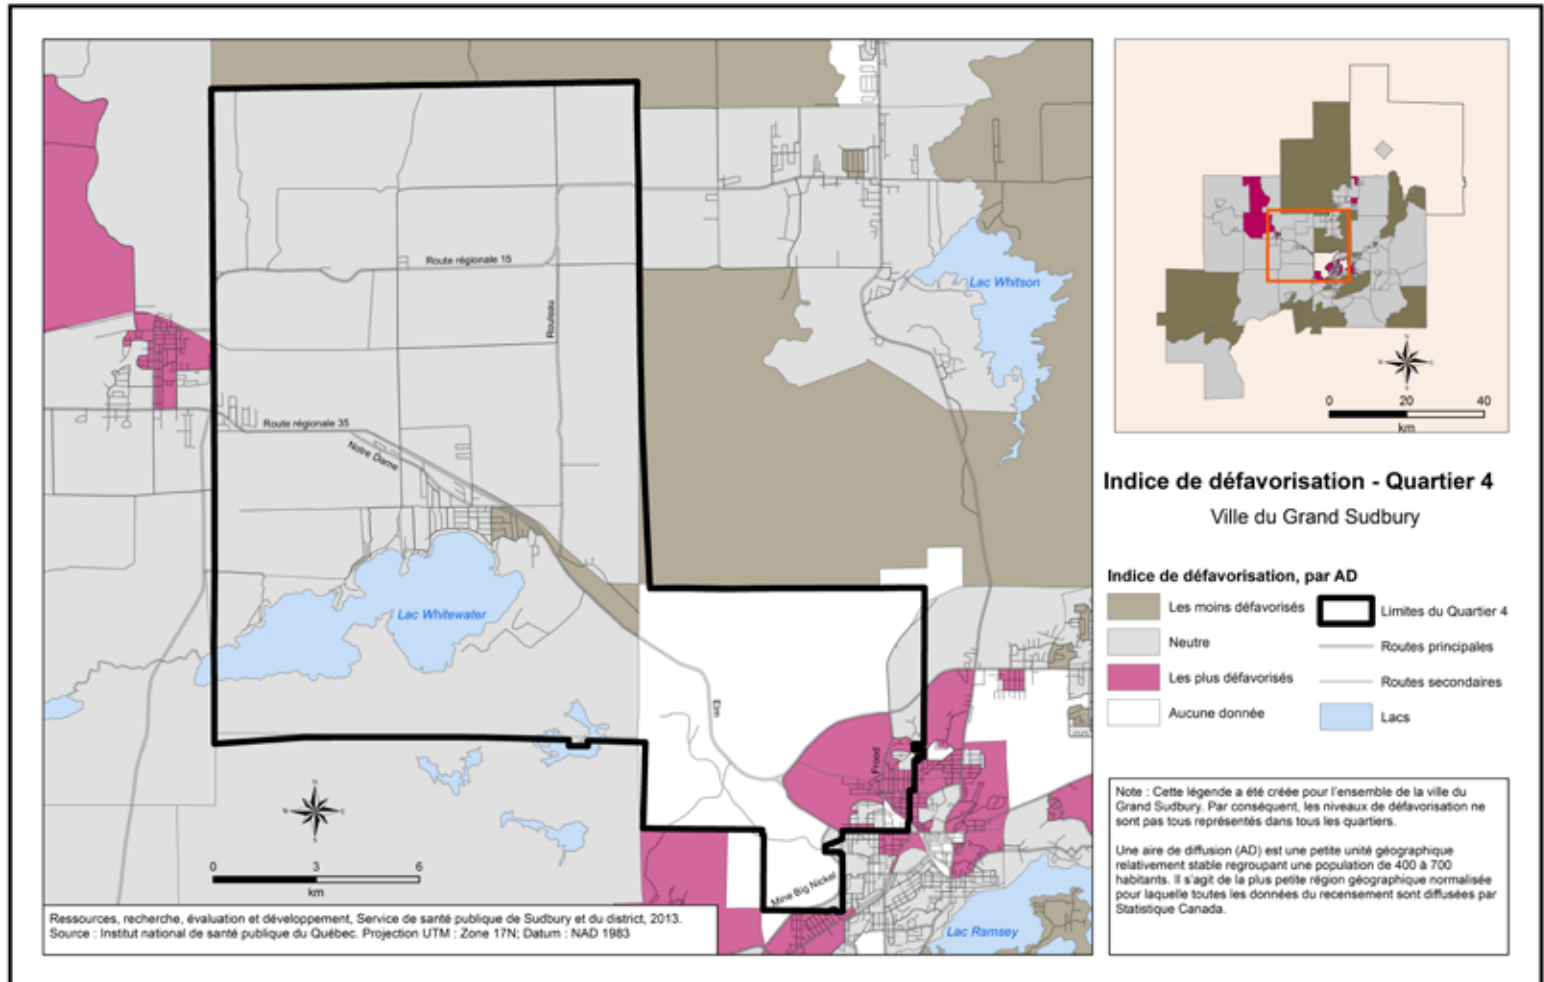 Route régionale 15
Rouleau
Route régionale 35
Notre Dame
Lac Whitson
Lac Whitewater
Elm
Frood
Mine Big Nickel
Lac Ramsey
N
W
E
S
0 3 6
km
Ressources, recherche, évaluation et développement, Service de santé publique de Sudbury et du district, 2013.
Source : Institut national de santé publique du Québec. Projection UTM : Zone 17N; Datum : NAD 1983
0 20 40
km
Indice de défavorisation - Quartier 4
Ville du Grand Sudbury
Indice de défavorisation, par AD
Les moins défavorisés
Neutre
Les plus défavorisés
Aucune donnée
Limites du Quartier 4
Routes principales
Routes secondaires
Lacs
Note : Cette légende a été créée pour l'ensemble de la ville du
Grand Sudbury. Par conséquent, les niveaux de défavorisation ne
sont pas tous représentés dans tous les quartiers.
Une aire de diffusion (AD) est une petite unité géographique
relativement stable regroupant une population de 400 à 700
habitants. Il s'agit de la plus petite région géographique normalisée
pour laquelle toutes les données du recensement sont diffusées par
Statistique Canada.